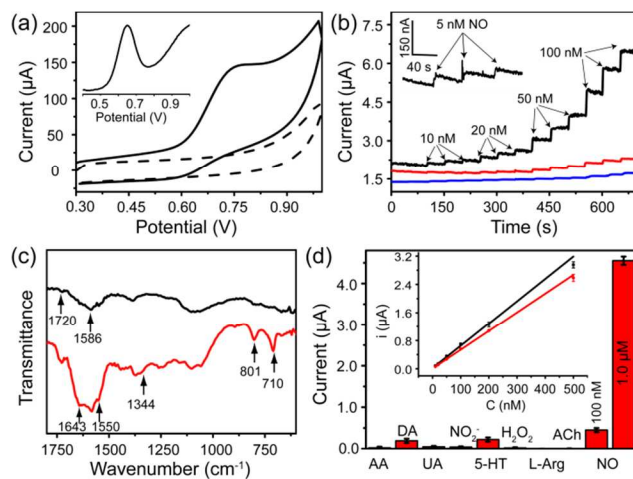 (a)
200
150
100
50
0
Current (µA)
0.5 0.7 1.0
Potential (V)
0.30 0.45 0.60 0.75 0.90
Potential (V)
(b)
7.5
6.0
4.5
3.0
1.5
Current (µA)
150 nA
40 s
5 nM NO
10 nM
20 nM
50 nM
100 nM
0 150 300 450 600
Time (s)
(c)
Transmittance
1720
1586
1643
1550
1344
801
710
1750 1500 1250 1000 750
Wavenumber (cm⁻¹)
(d)
4.0
3.0
2.0
1.0
0.0
Current (µA)
3.2
2.4
1.6
0.8
0.0
i (µA)
0 100 200 300 400 500
C (nM)
100 nM
1.0 µM
AA
DA
UA
NO₂⁻
5-HT
H₂O₂
L-Arg
ACh
NO